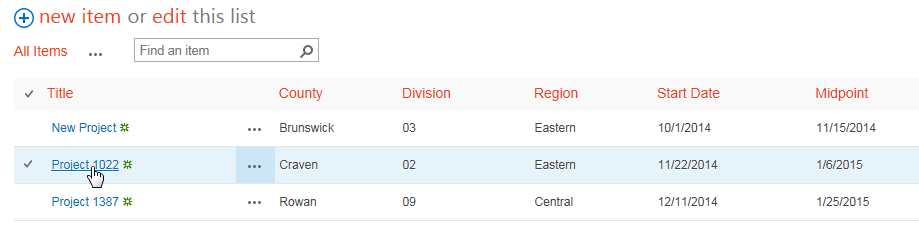 new item or edit this list
All Items ... Find an item
Title County Division Region Start Date Midpoint
New Project ... Brunswick 03 Eastern 10/1/2014 11/15/2014
Project 1022 ... Craven 02 Eastern 11/22/2014 1/6/2015
Project 1387 ... Rowan 09 Central 12/11/2014 1/25/2015